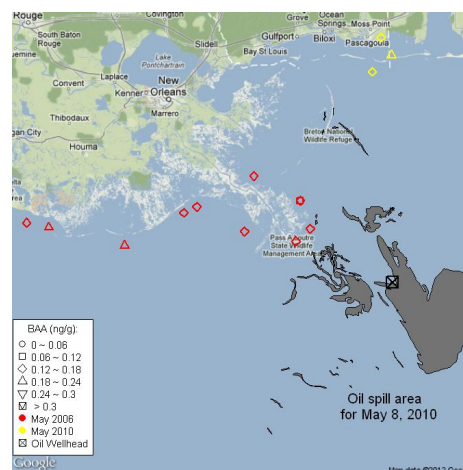 Rouge
Covington
Grove
Ocean
Springs
Moss Point
South Baton
Rouge
Slidell
Gulfport
Biloxi
Pascagoula
Bay St Louis
Lake
Pontchartrain
Laplace
Convent
Kenner
New
Orleans
Marrero
Thibodaux
Houma
Breton National
Wildlife Refuge
Pass A Loutre
State Wildlife
Management Area
BAA (ng/g):
0 ~ 0.06
0.06 ~ 0.12
0.12 ~ 0.18
0.18 ~ 0.24
0.24 ~ 0.3
> 0.3
May 2006
May 2010
Oil Wellhead
Oil spill area
for May 8, 2010
Google